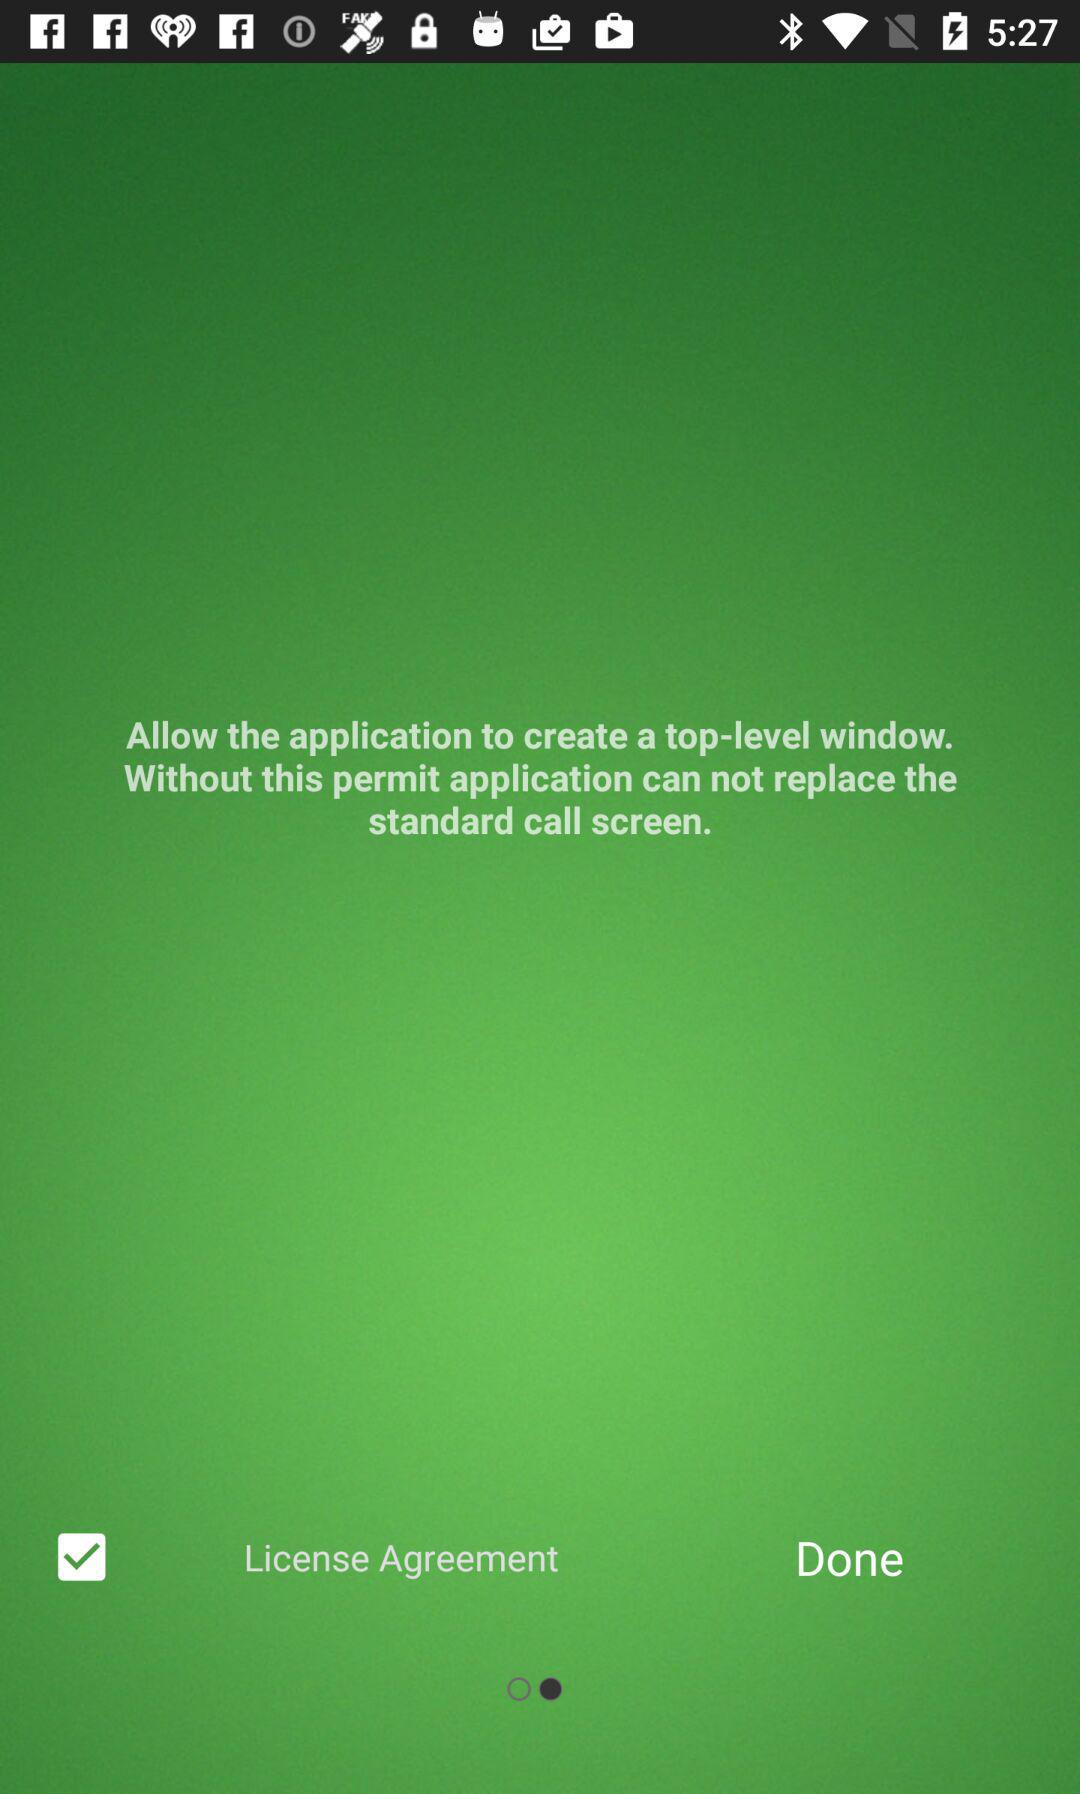 FAKE
5:27
Allow the application to create a top-level window.
Without this permit application can not replace the
standard call screen.
License Agreement
Done